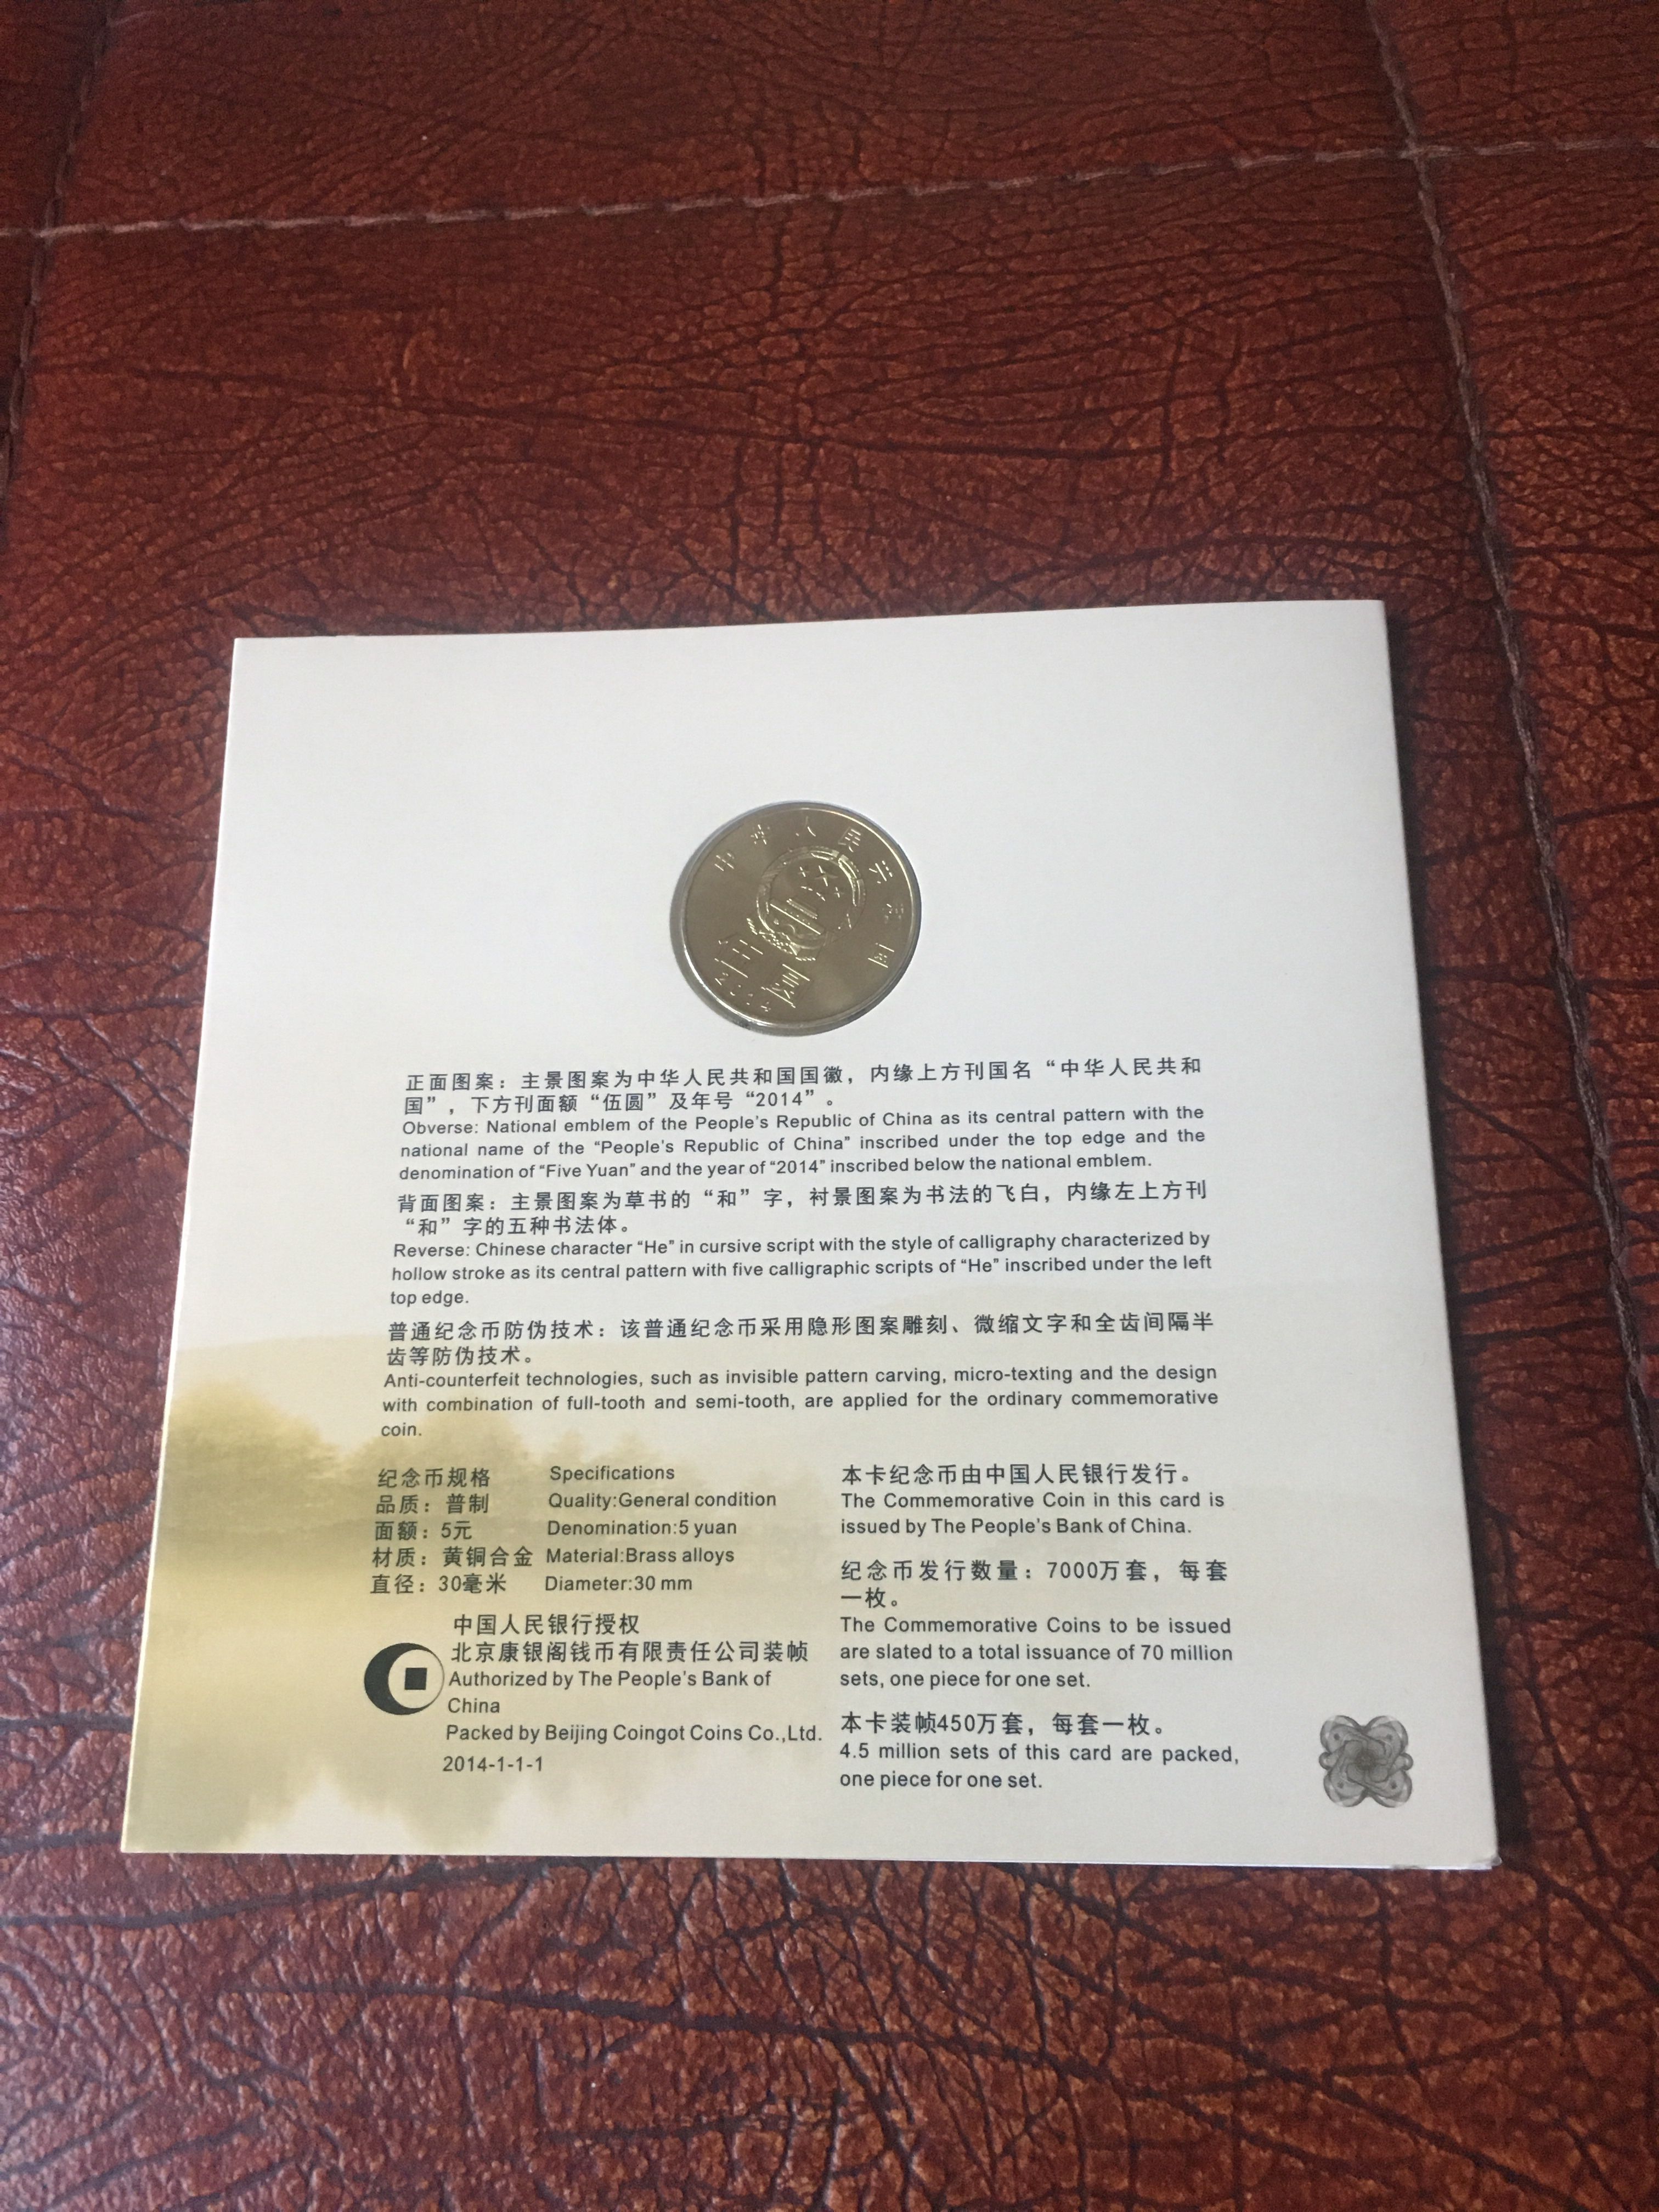 中华人民共和国
伍圆
2014
正面图案：主景图案为中华人民共和国国徽，内缘上方刊国名“中华人民共和
国”，下方刊面额“伍圆”及年号“2014”。
Obverse: National emblem of the People's Republic of China as its central pattern with the
national name of the “People's Republic of China” inscribed under the top edge and the
denomination of “Five Yuan” and the year of “2014” inscribed below the national emblem.
背面图案：主景图案为草书的“和”字，衬景图案为书法的飞白，内缘左上方刊
“和”字的五种书法体。
Reverse: Chinese character “He” in cursive script with the style of calligraphy characterized by
hollow stroke as its central pattern with five calligraphic scripts of “He” inscribed under the left
top edge.
普通纪念币防伪技术：该普通纪念币采用隐形图案雕刻、微缩文字和全齿间隔半
齿等防伪技术。
Anti-counterfeit technologies, such as invisible pattern carving, micro-texting and the design
with combination of full-tooth and semi-tooth, are applied for the ordinary commemorative
coin.
纪念币规格 Specifications
品质：普制 Quality:General condition
面额：5元 Denomination:5 yuan
材质：黄铜合金 Material:Brass alloys
直径：30毫米 Diameter:30 mm
中国人民银行授权
北京康银阁钱币有限责任公司装帧
Authorized by The People's Bank of
China
Packed by Beijing Coingot Coins Co.,Ltd.
2014-1-1-1
本卡纪念币由中国人民银行发行。
The Commemorative Coin in this card is
issued by The People's Bank of China.
纪念币发行数量：7000万套，每套
一枚。
The Commemorative Coins to be issued
are slated to a total issuance of 70 million
sets, one piece for one set.
本卡装帧450万套，每套一枚。
4.5 million sets of this card are packed,
one piece for one set.